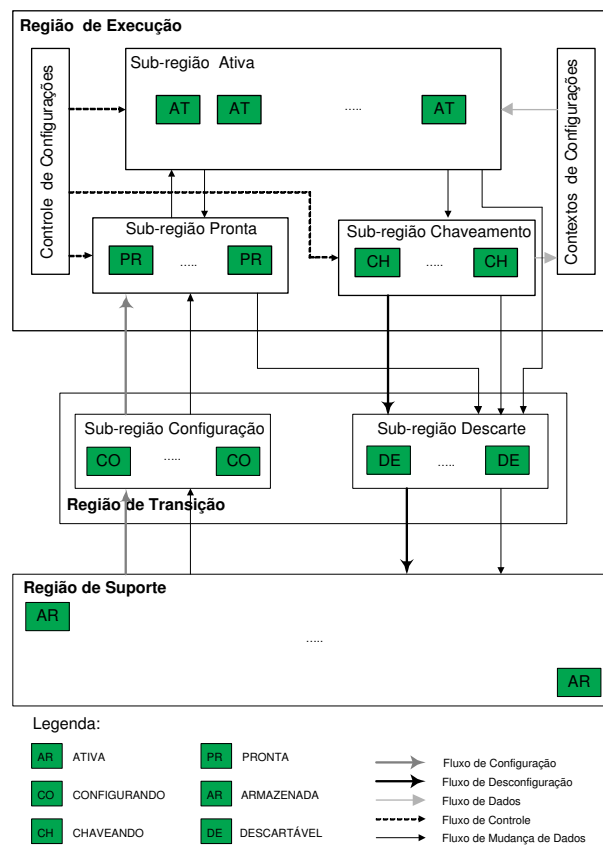 Região de Execução
Controle de Configurações
Sub-região Ativa
AT
AT
.....
AT
Contextos de Configurações
Sub-região Pronta
PR
.....
PR
Sub-região Chaveamento
CH
.....
CH
Sub-região Configuração
CO
.....
CO
Região de Transição
Sub-região Descarte
DE
.....
DE
Região de Suporte
AR
.....
AR
Legenda:
AR ATIVA
PR PRONTA
Fluxo de Configuração
CO CONFIGURANDO
AR ARMAZENADA
Fluxo de Desconfiguração
Fluxo de Dados
CH CHAVEANDO
DE DESCARTÁVEL
Fluxo de Controle
Fluxo de Mudança de Dados